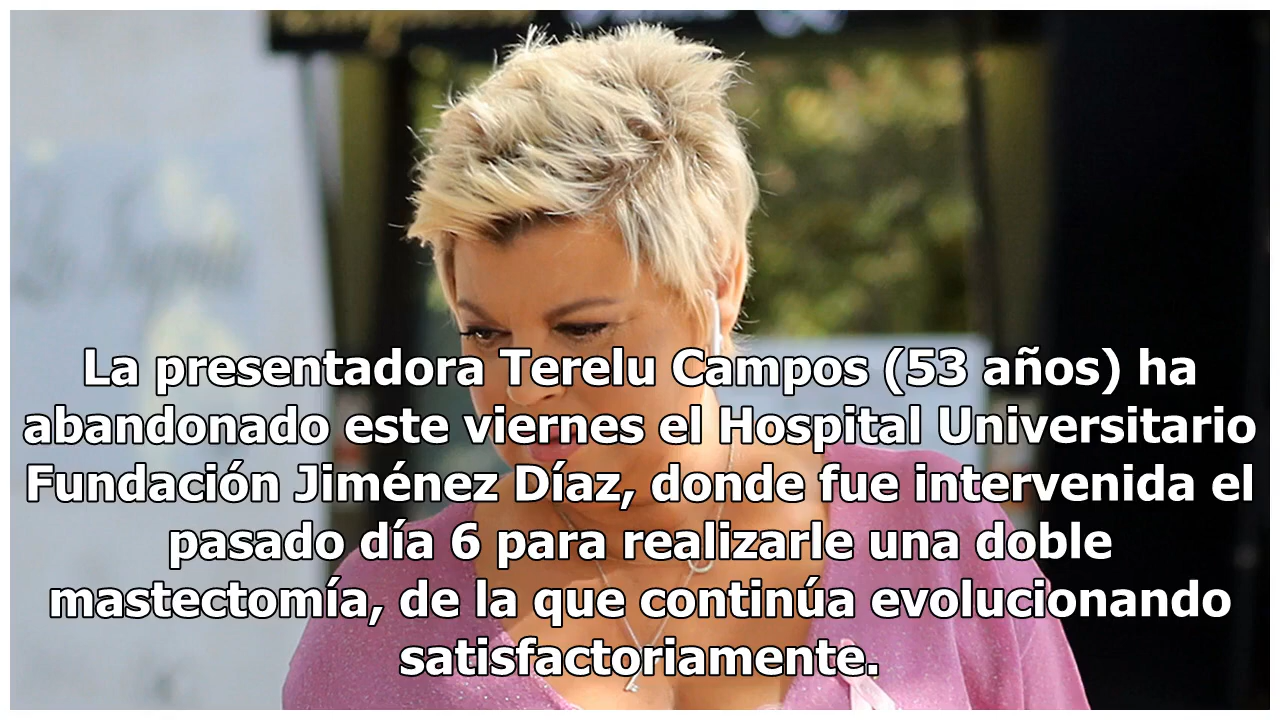 La presentadora Terelu Campos (53 años) ha
abandonado este viernes el Hospital Universitario
Fundación Jiménez Díaz, donde fue intervenida el
pasado día 6 para realizarle una doble
mastectomía, de la que continúa evolucionando
satisfactoriamente.